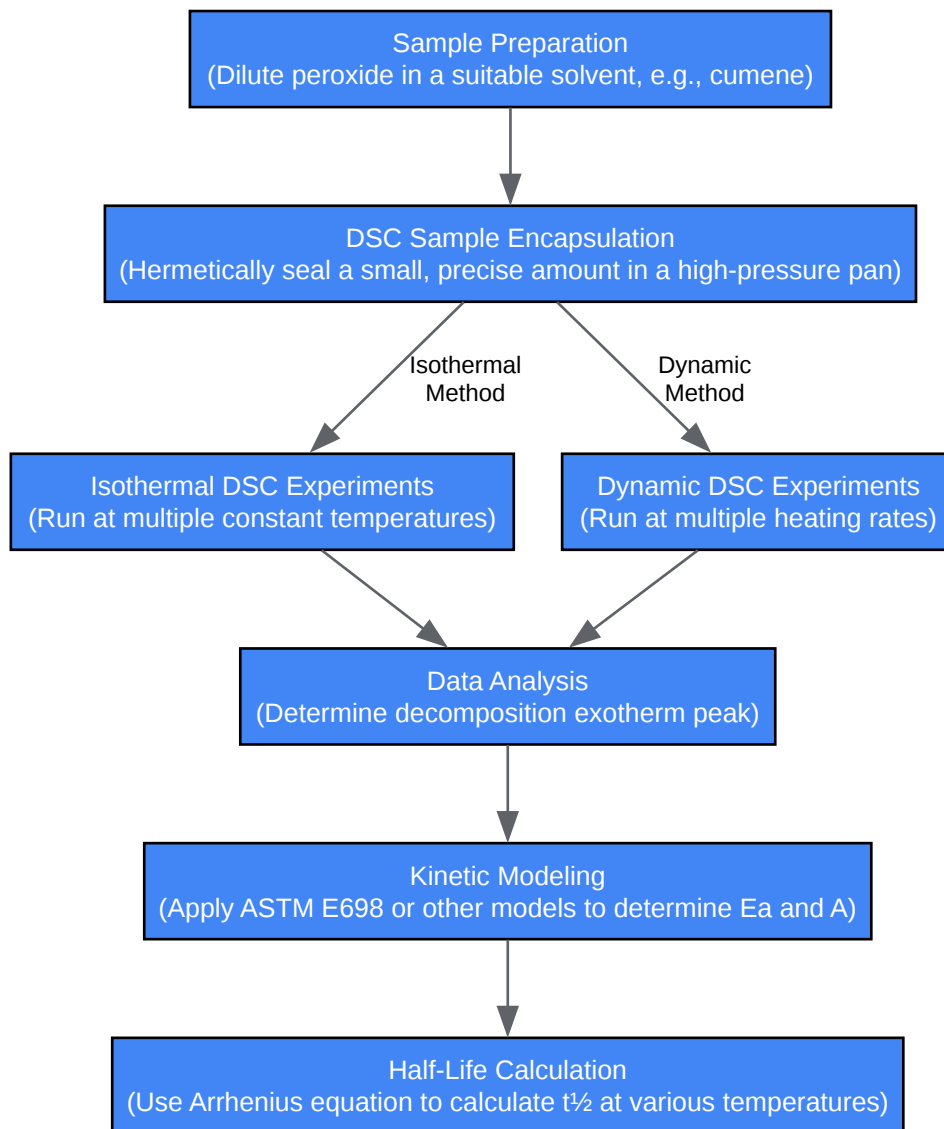 Sample Preparation
(Dilute peroxide in a suitable solvent, e.g., cumene)
DSC Sample Encapsulation
(Hermetically seal a small, precise amount in a high-pressure pan)
Isothermal
Method
Dynamic
Method
Isothermal DSC Experiments
(Run at multiple constant temperatures)
Dynamic DSC Experiments
(Run at multiple heating rates)
Data Analysis
(Determine decomposition exotherm peak)
Kinetic Modeling
(Apply ASTM E698 or other models to determine Ea and A)
Half-Life Calculation
(Use Arrhenius equation to calculate t½ at various temperatures)